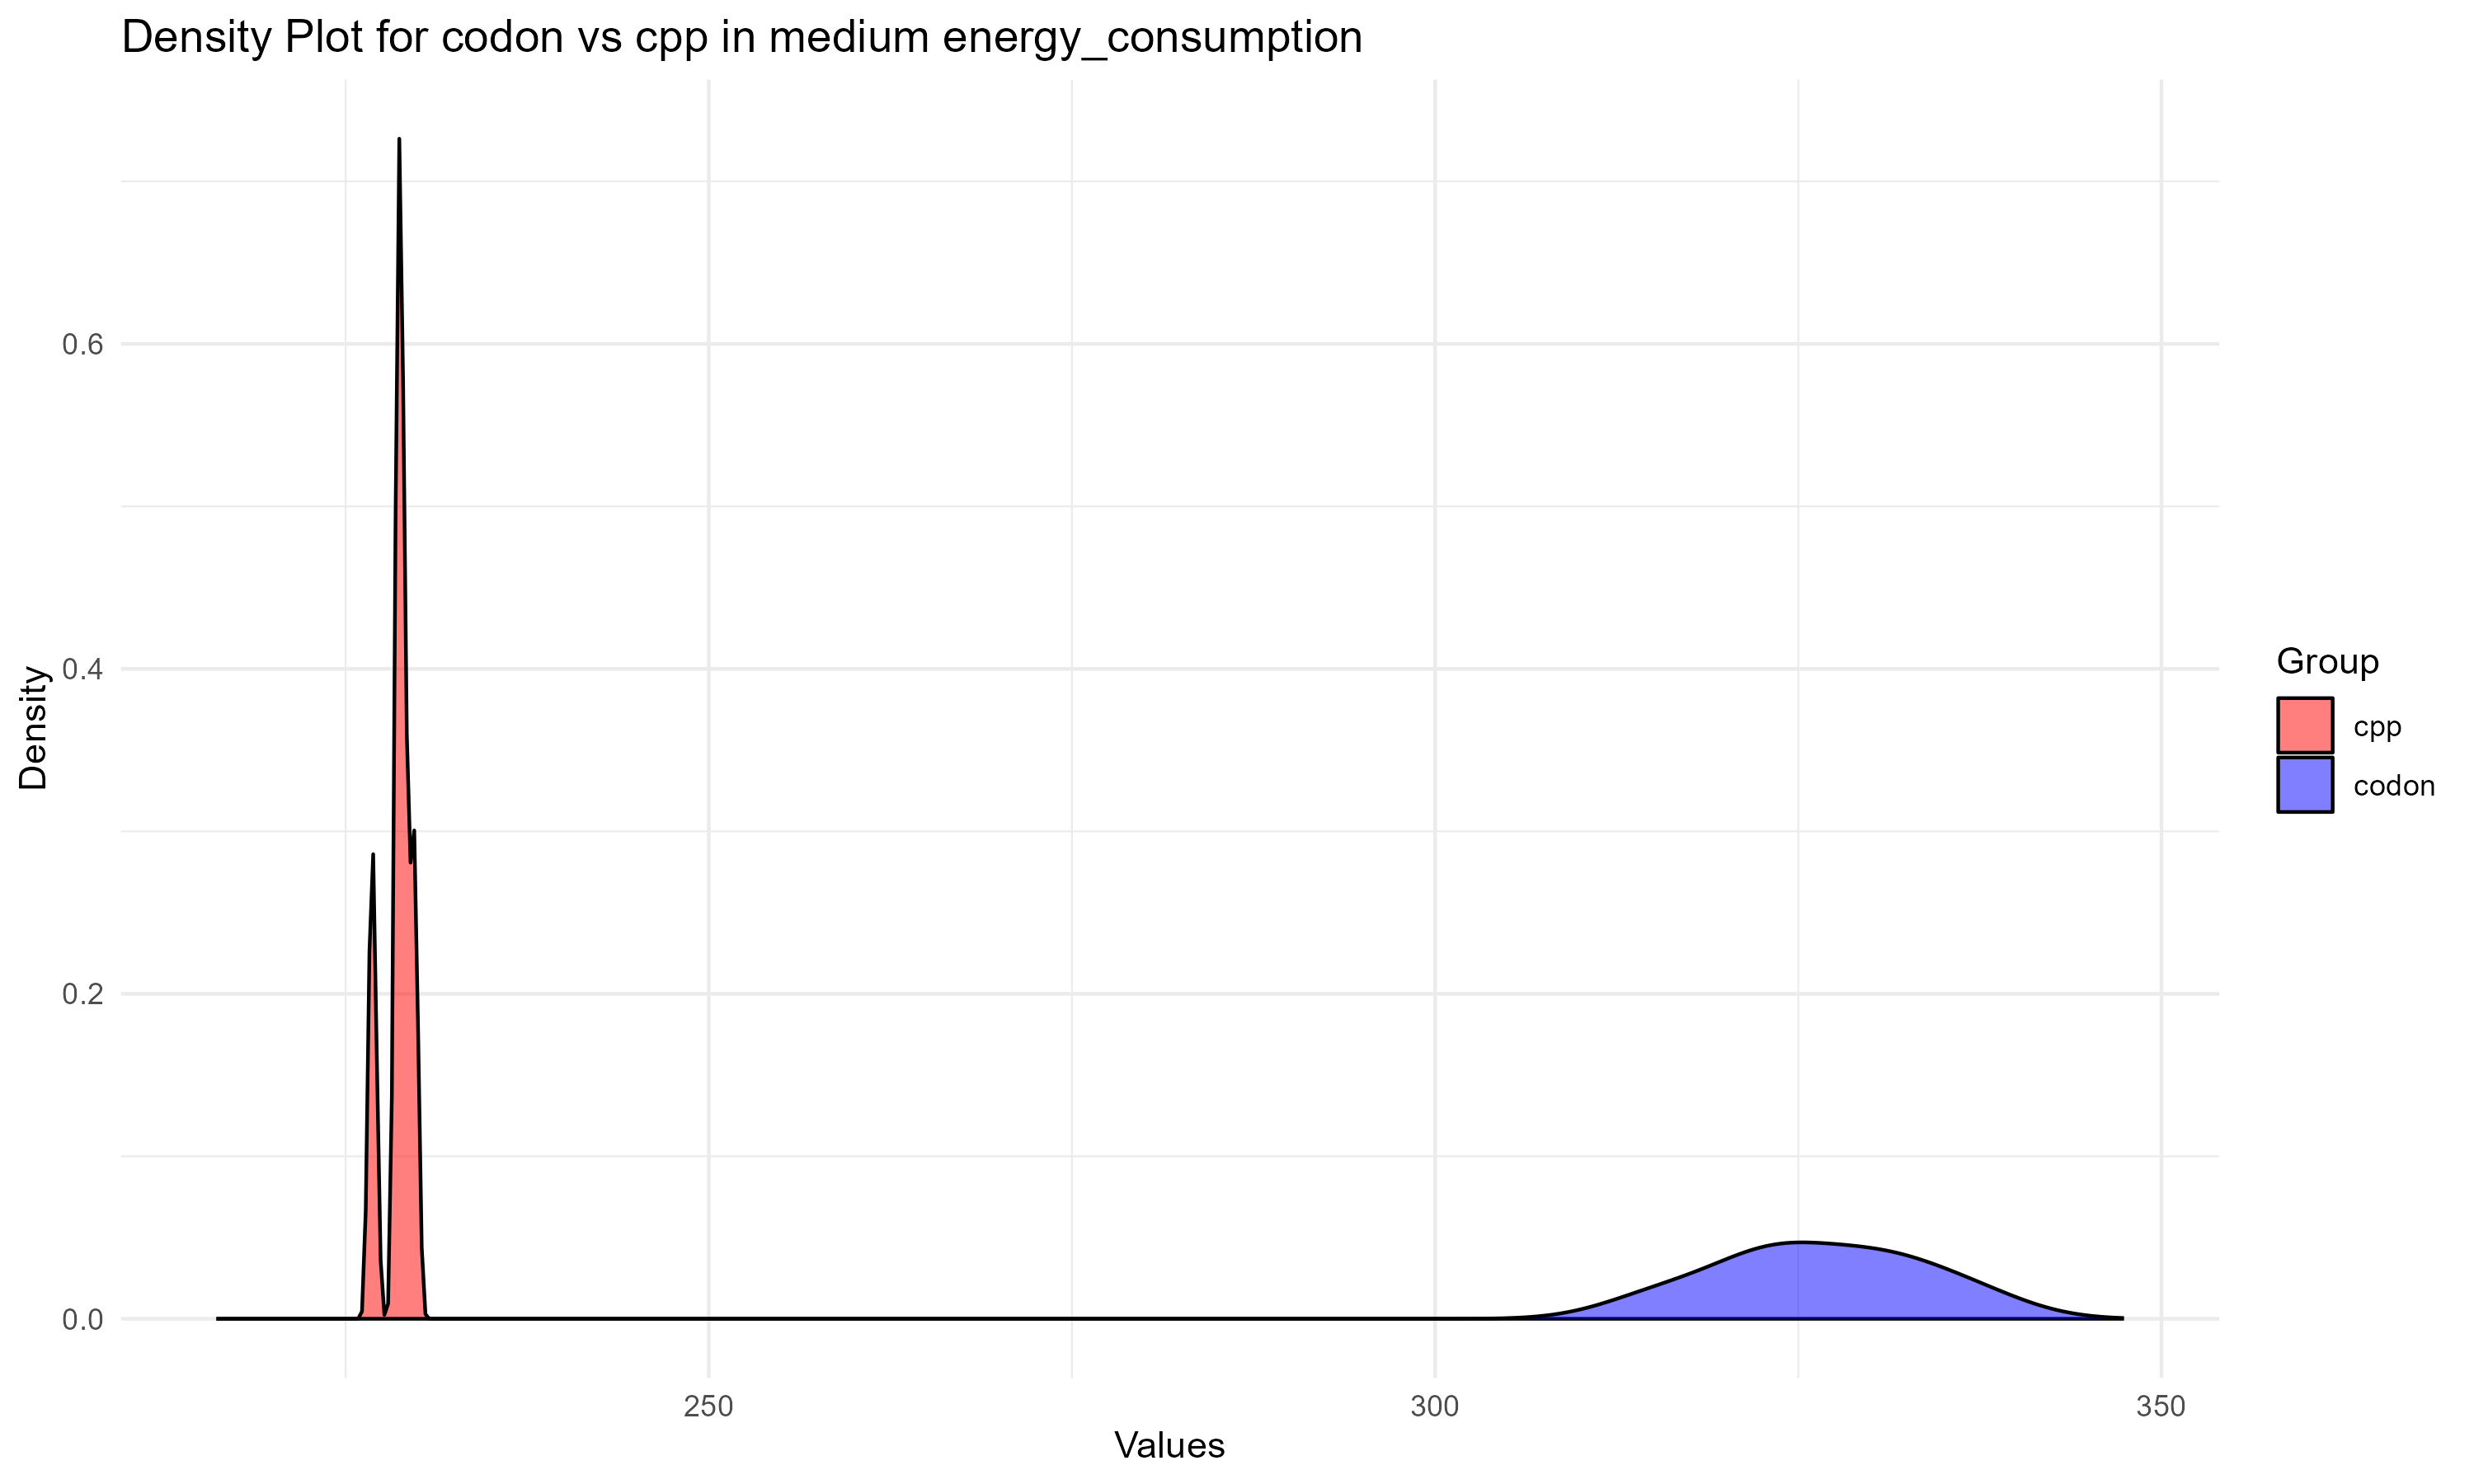 Density Plot for codon vs cpp in medium energy_consumption
Density
0.6
0.4
0.2
0.0
250
300
350
Values
Group
cpp
codon